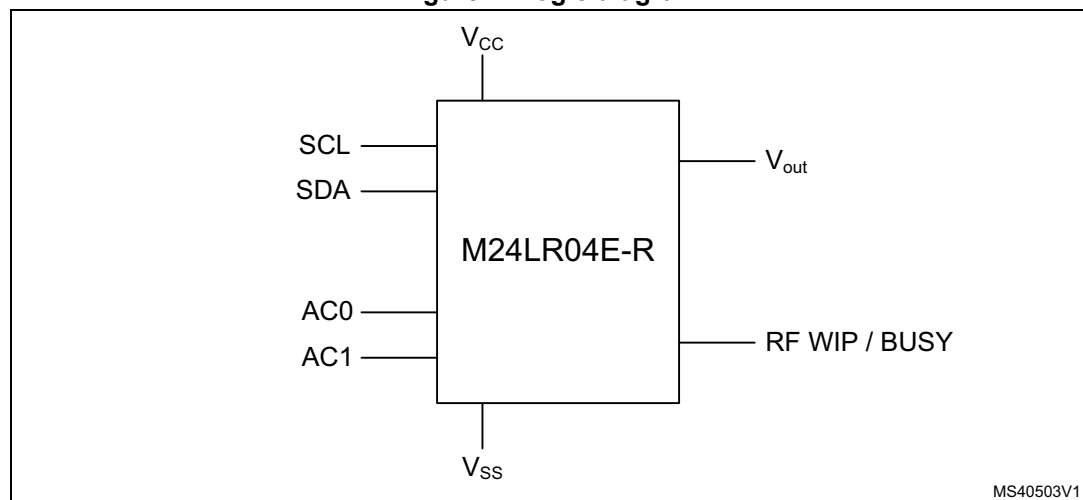 V_CC
SCL
SDA
V_out
M24LR04E-R
AC0
AC1
RF WIP / BUSY
V_SS
MS40503V1